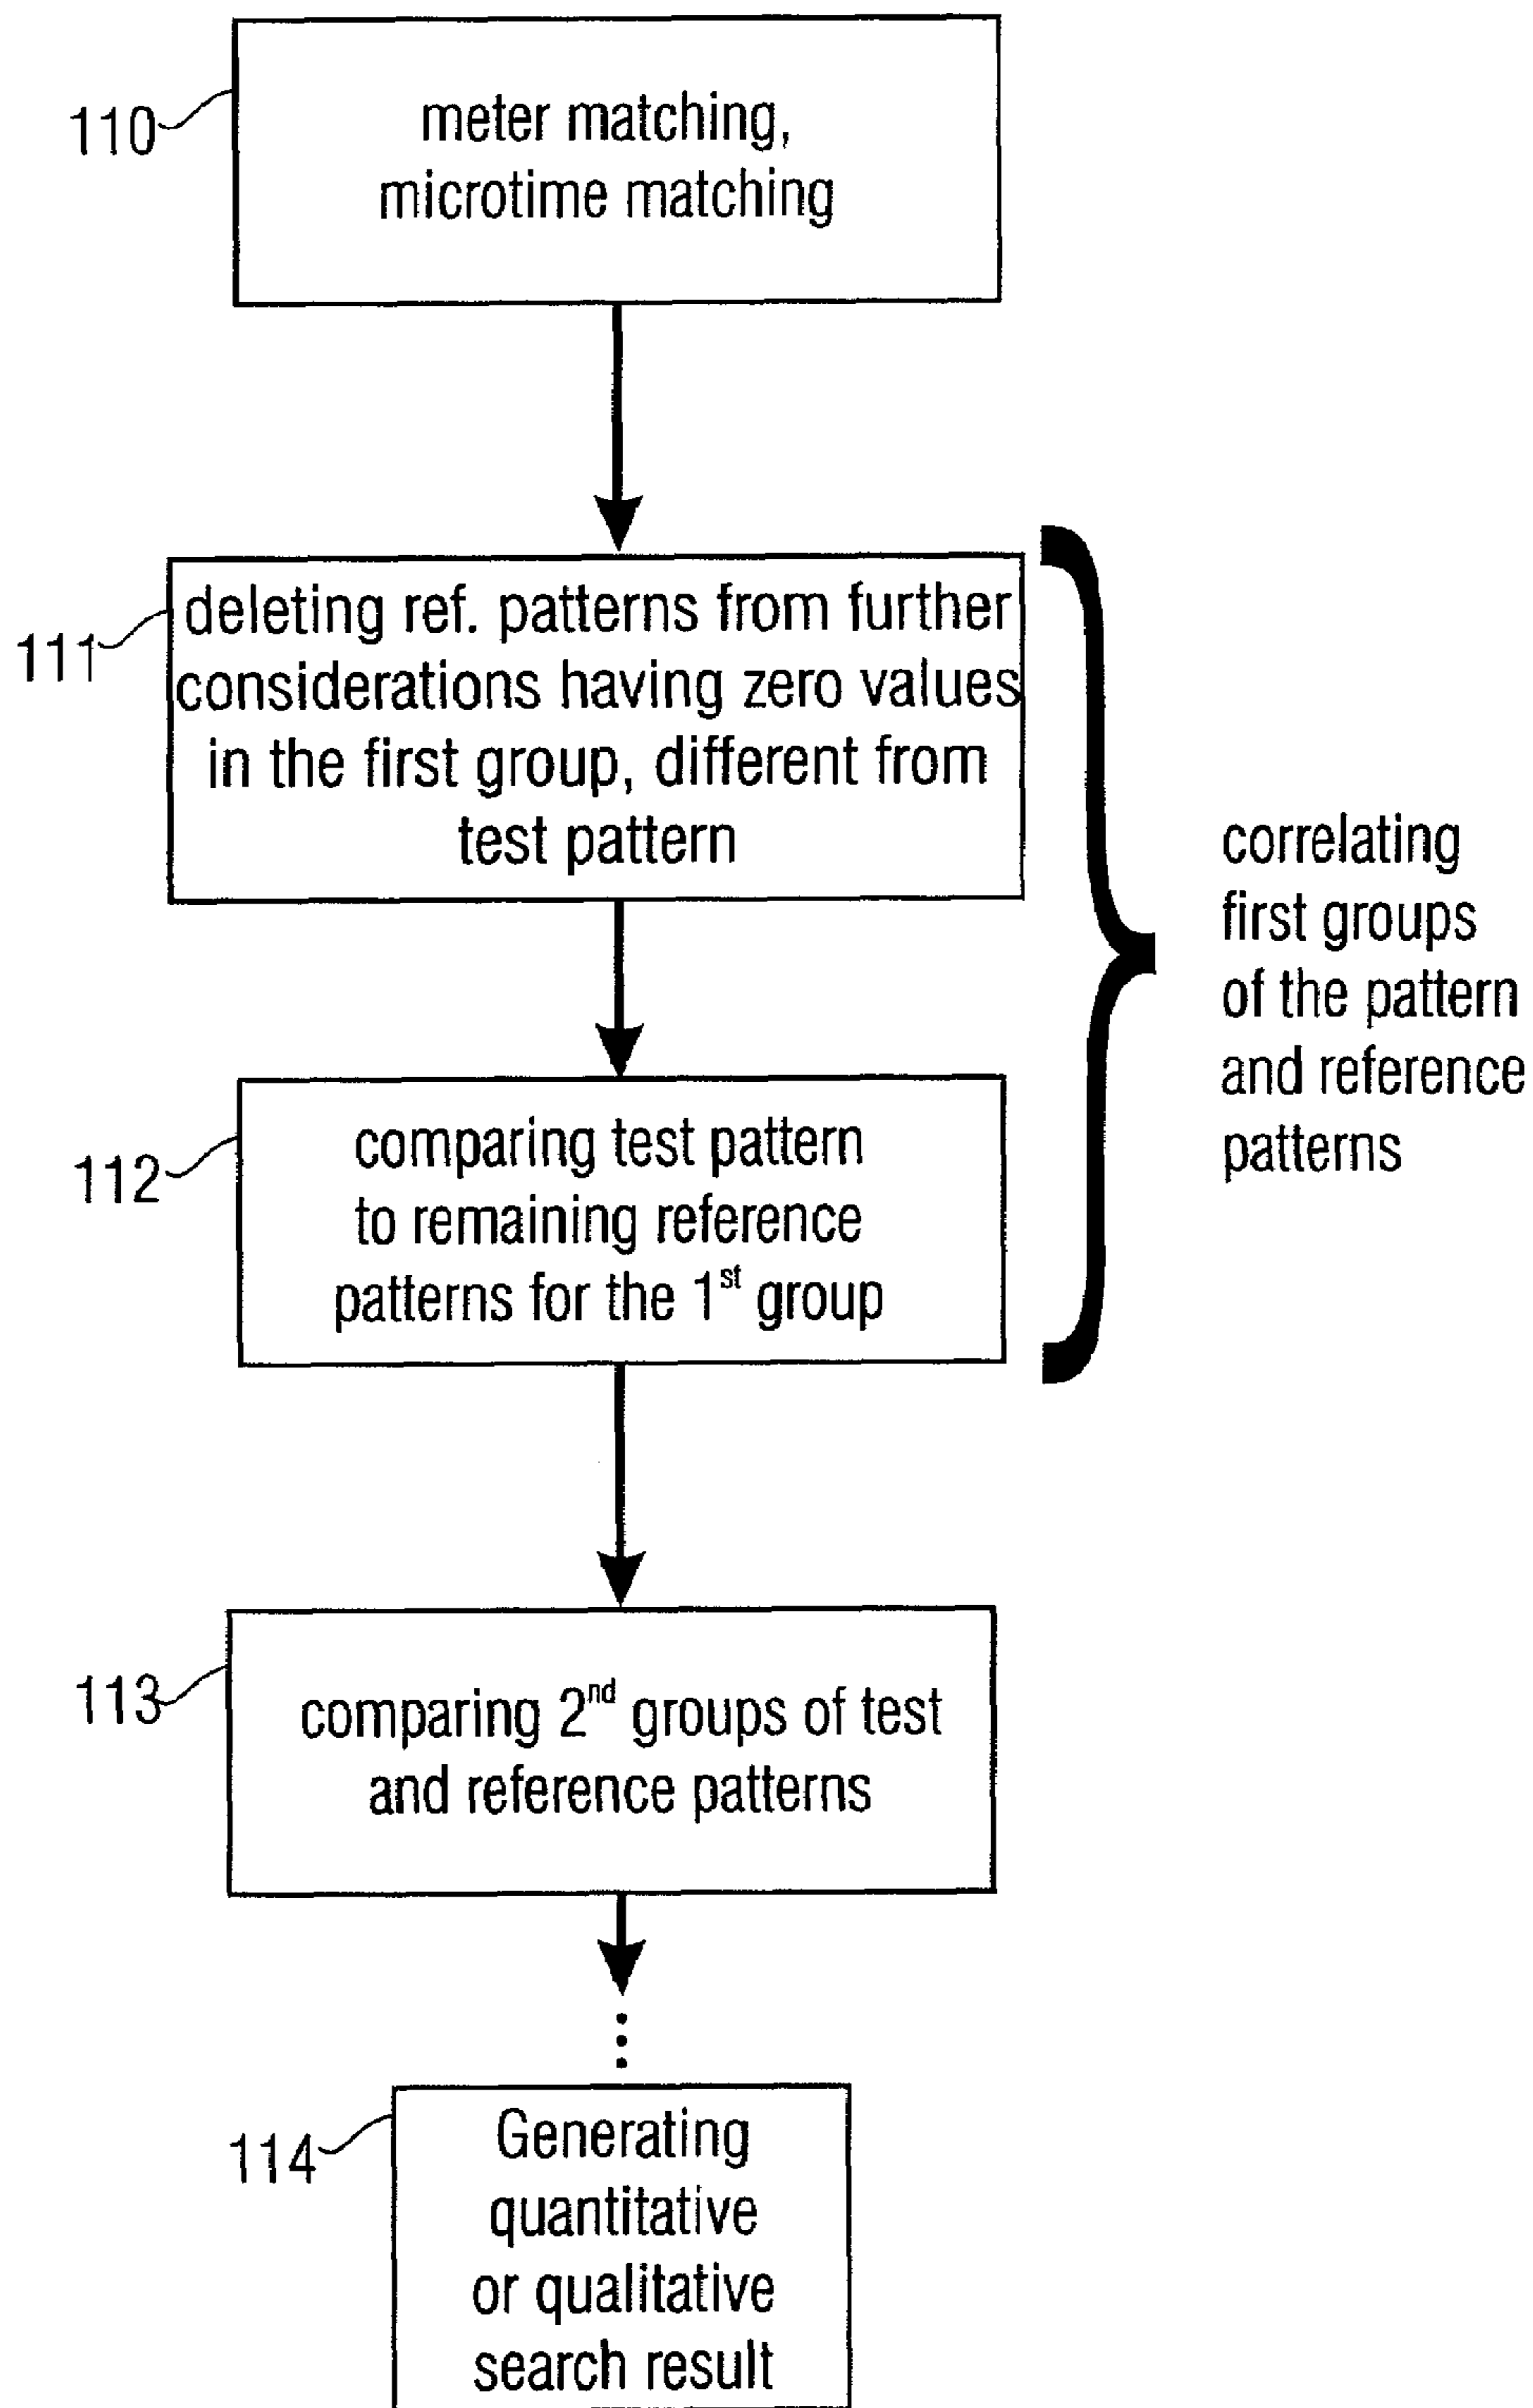 110
meter matching,
microtime matching
111
deleting ref. patterns from further
considerations having zero values
in the first group, different from
test pattern
correlating
first groups
of the pattern
and reference
patterns
112
comparing test pattern
to remaining reference
patterns for the 1st group
113
comparing 2nd groups of test
and reference patterns
114
Generating
quantitative
or qualitative
search result